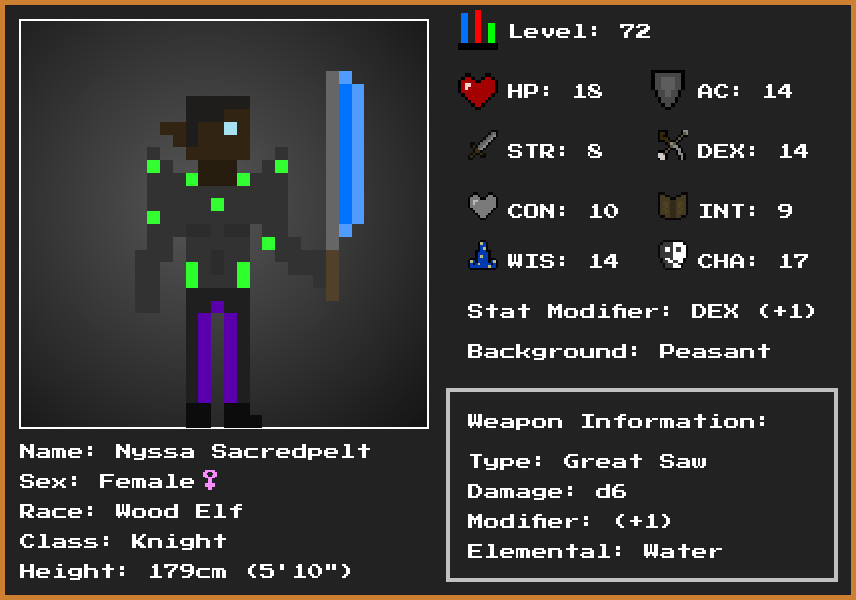 Level: 72
HP: 18 AC: 14
STR: 8 DEX: 14
CON: 10 INT: 9
WIS: 14 CHA: 17
Stat Modifier: DEX (+1)
Background: Peasant
Weapon Information:
Type: Great Saw
Damage: d6
Modifier: (+1)
Elemental: Water
Name: Nyssa Sacredpelt
Sex: Female♀
Race: Wood Elf
Class: Knight
Height: 179cm (5'10")